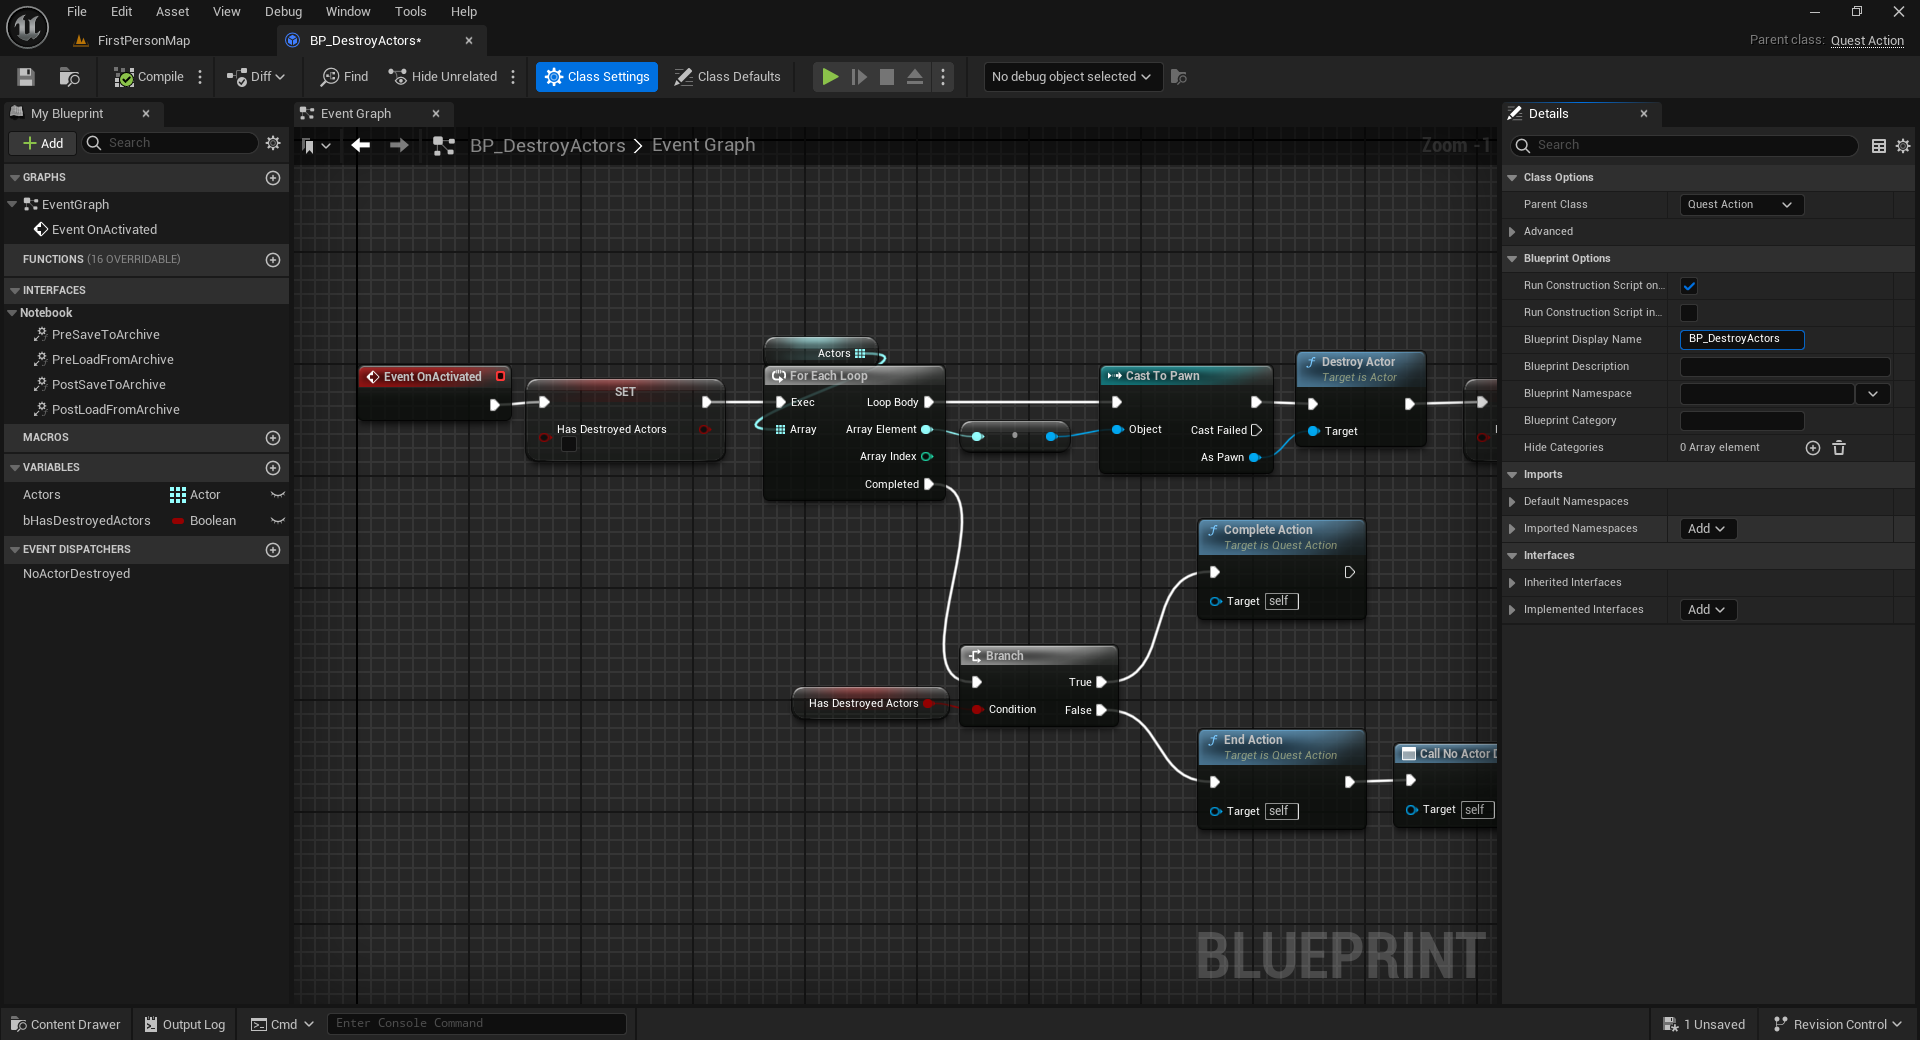 File Edit Asset View Debug Window Tools Help
FirstPersonMap
BP_DestroyActors*
Parent class: Quest Action
Compile
Diff
Find
Hide Unrelated
Class Settings
Class Defaults
No debug object selected
My Blueprint
Add
Search
GRAPHS
EventGraph
Event OnActivated
FUNCTIONS (16 OVERRIDABLE)
INTERFACES
Notebook
PreSaveToArchive
PreLoadFromArchive
PostSaveToArchive
PostLoadFromArchive
MACROS
VARIABLES
Actors Actor
bHasDestroyedActors Boolean
EVENT DISPATCHERS
NoActorDestroyed
Event Graph
BP_DestroyActors > Event Graph
Zoom -1
Event OnActivated
SET
Has Destroyed Actors
Actors
For Each Loop
Exec Loop Body
Array Array Element
Array Index
Completed
Cast To Pawn
Object Cast Failed
As Pawn
Destroy Actor
Target is Actor
Target
Complete Action
Target is Quest Action
Target self
Branch
True
Condition False
Has Destroyed Actors
End Action
Target is Quest Action
Target self
Call No Actor D
Target self
BLUEPRINT
Details
Search
Class Options
Parent Class Quest Action
Advanced
Blueprint Options
Run Construction Script on...
Run Construction Script in...
Blueprint Display Name BP_DestroyActors
Blueprint Description
Blueprint Namespace
Blueprint Category
Hide Categories 0 Array element
Imports
Default Namespaces
Imported Namespaces Add
Interfaces
Inherited Interfaces
Implemented Interfaces Add
Content Drawer
Output Log
Cmd
Enter Console Command
1 Unsaved
Revision Control